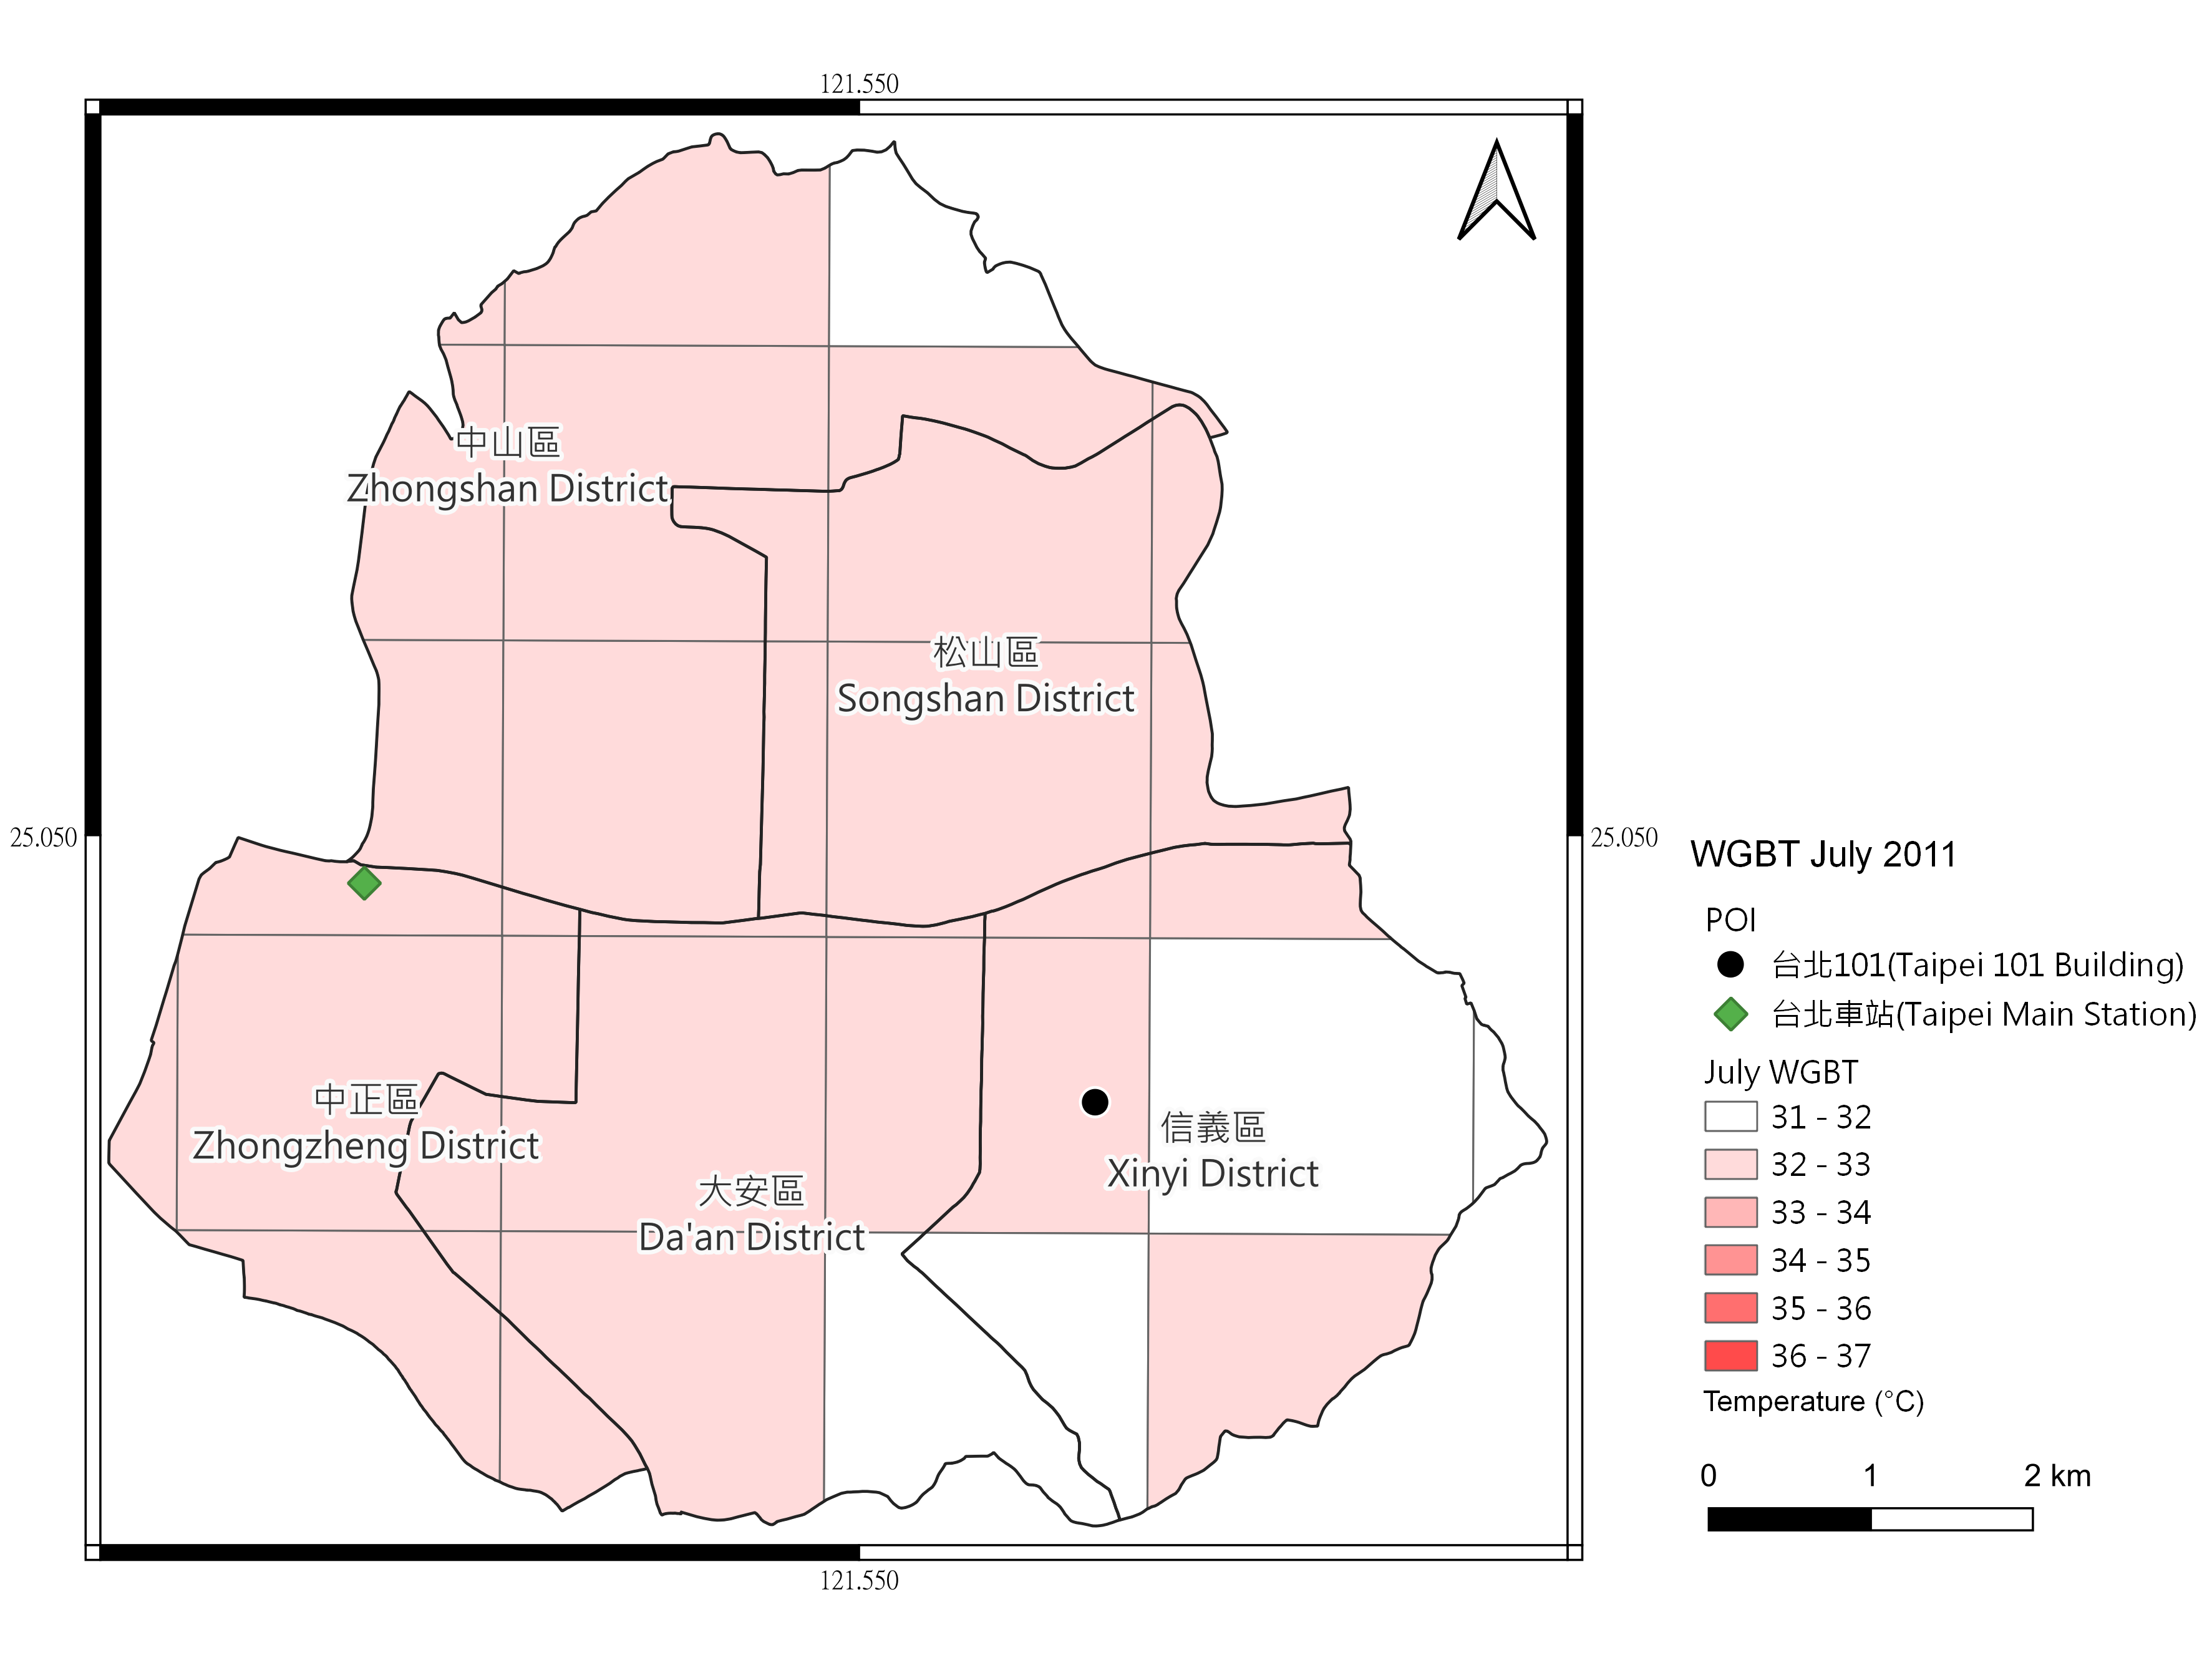 121.550
中山區
Zhongshan District
松山區
Songshan District
25.050
25.050
中正區
Zhongzheng District
信義區
Xinyi District
大安區
Da'an District
121.550
WGBT July 2011
POI
台北101(Taipei 101 Building)
台北車站(Taipei Main Station)
July WGBT
31 - 32
32 - 33
33 - 34
34 - 35
35 - 36
36 - 37
Temperature (°C)
0 1 2 km